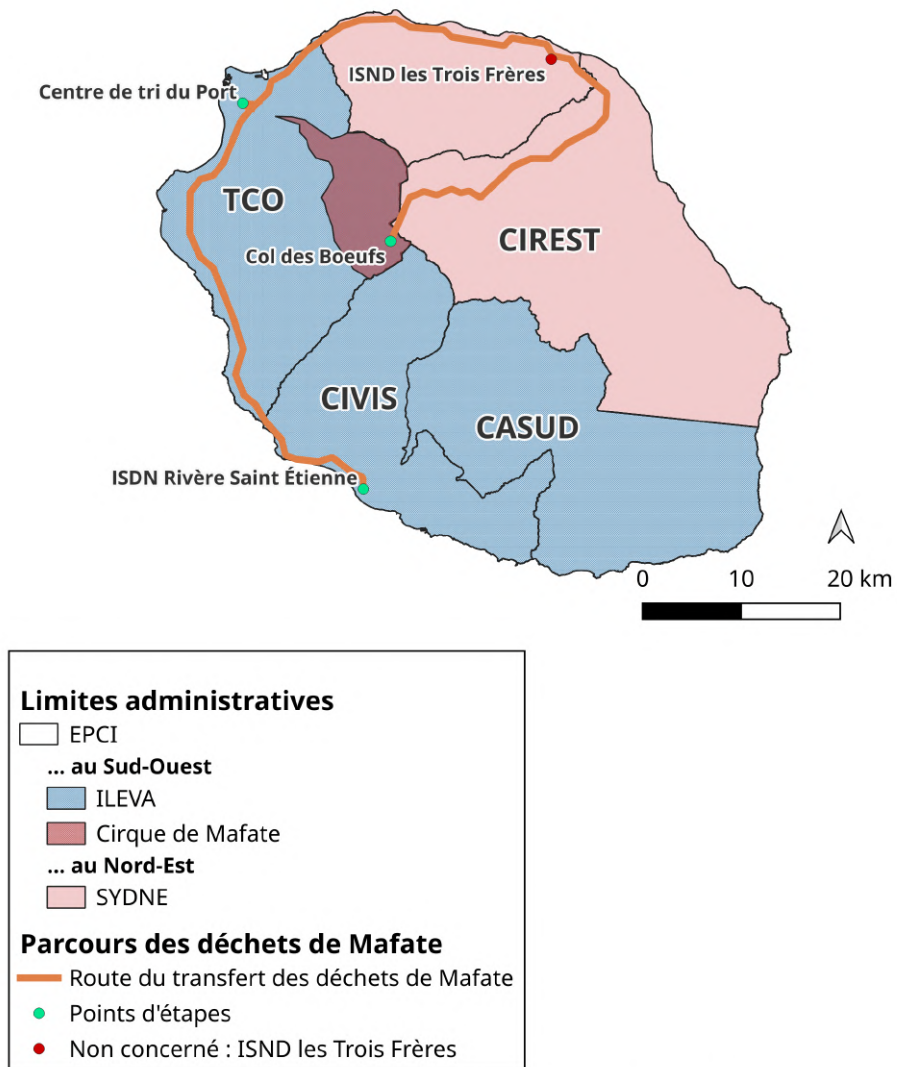 ISND les Trois Frères
Centre de tri du Port
TCO
CIREST
Col des Boeufs
CIVIS
CASUD
ISDN Rivère Saint Étienne
0 10 20 km
Limites administratives
EPCI
... au Sud-Ouest
ILEVA
Cirque de Mafate
... au Nord-Est
SYDNE
Parcours des déchets de Mafate
Route du transfert des déchets de Mafate
Points d'étapes
Non concerné : ISND les Trois Frères